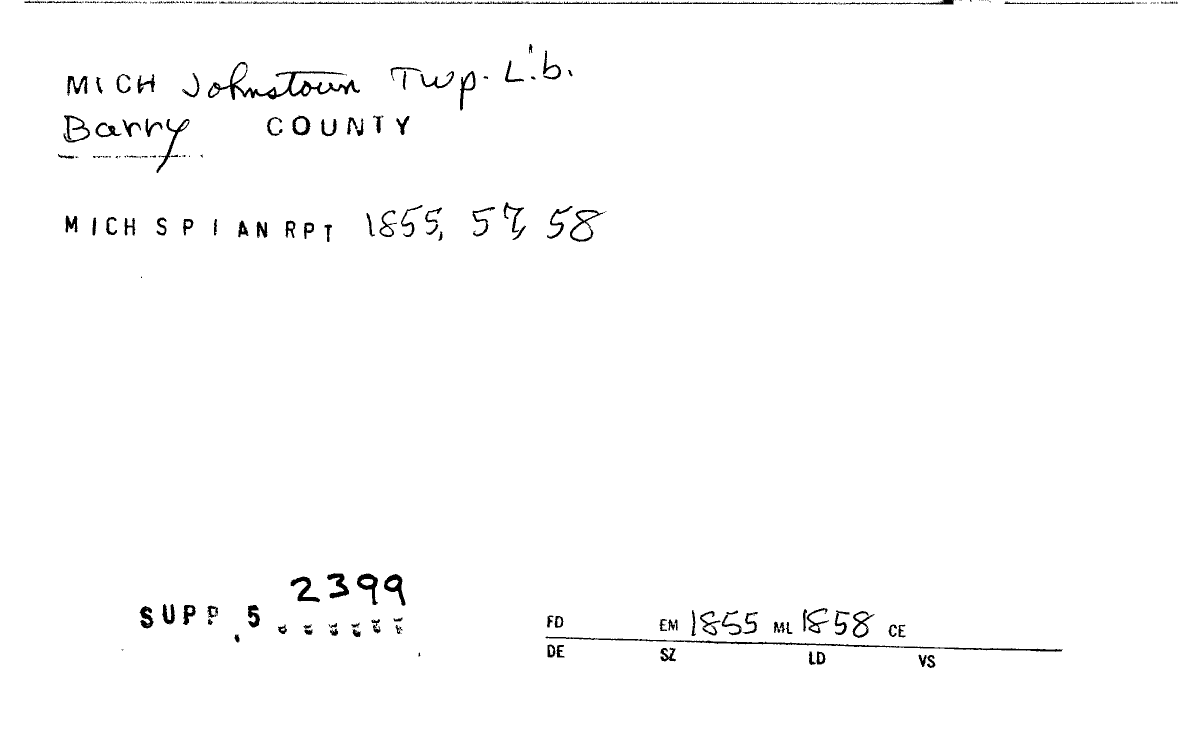 MICH Johnstown Twp. Lib.
Barry COUNTY
MICH S P I AN RPT 1855, 57, 58
2399
SUPP. 5
FD EM 1855 ML 1858 CE
DE SZ LD VS